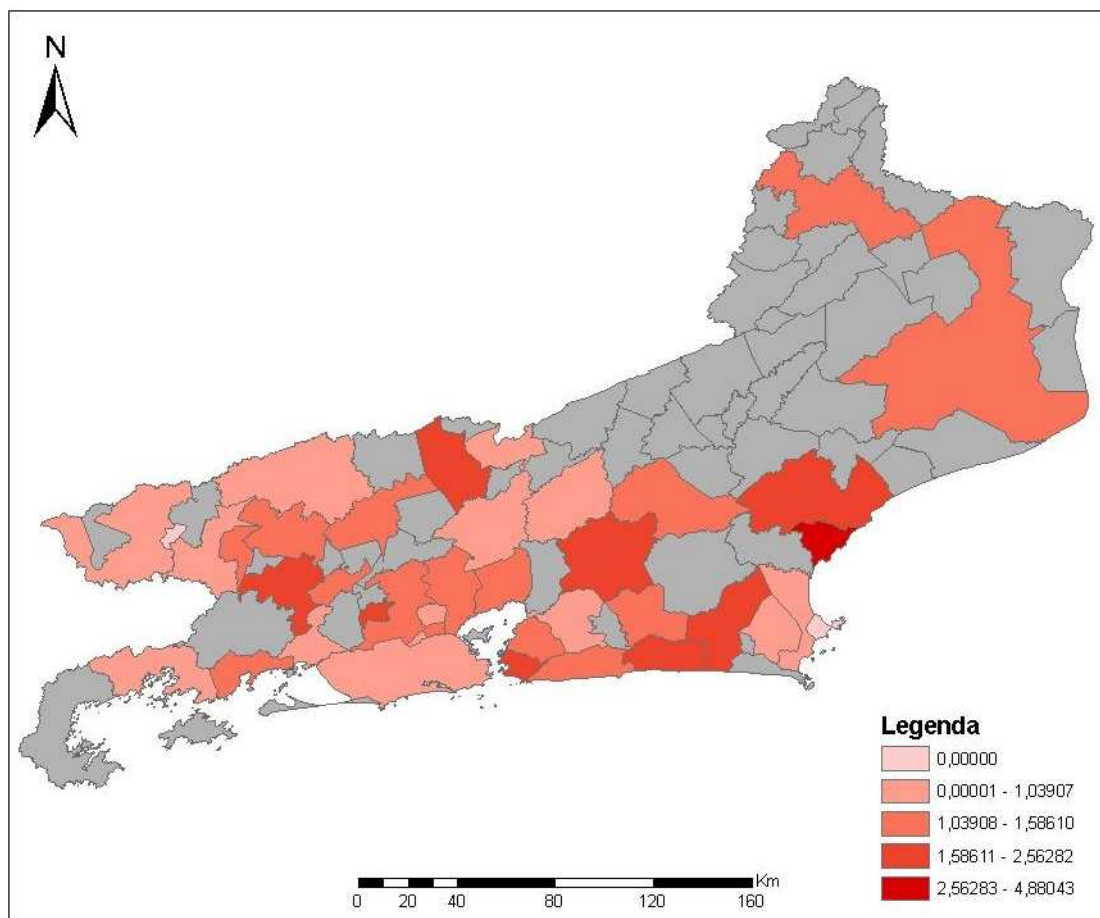 N
Legenda
0,00000
0,00001 - 1,03907
1,03908 - 1,58610
1,58611 - 2,56282
2,56283 - 4,88043
Km
0 20 40 80 120 160